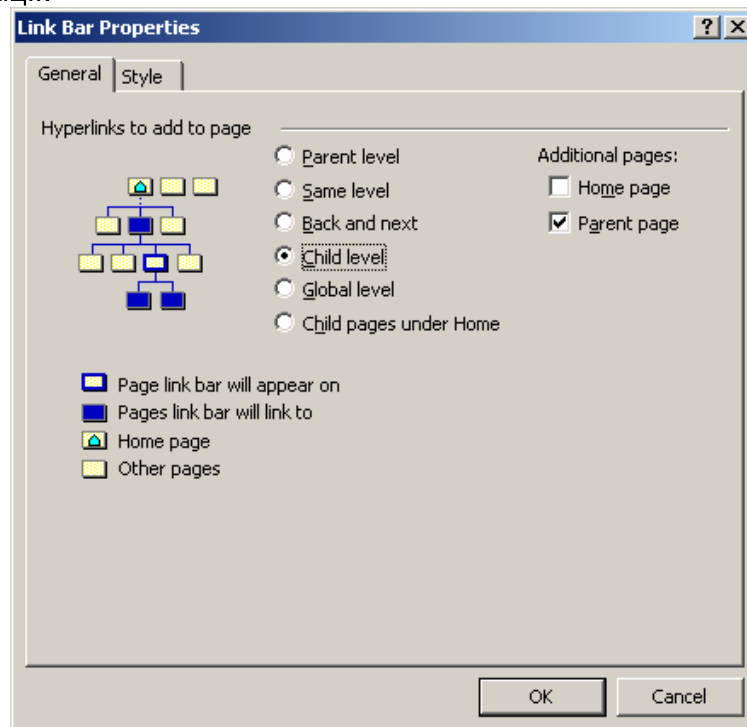 Link Bar Properties
General
Style
Hyperlinks to add to page
Parent level
Same level
Back and next
Child level
Global level
Child pages under Home
Additional pages:
Home page
Parent page
Page link bar will appear on
Pages link bar will link to
Home page
Other pages
OK
Cancel